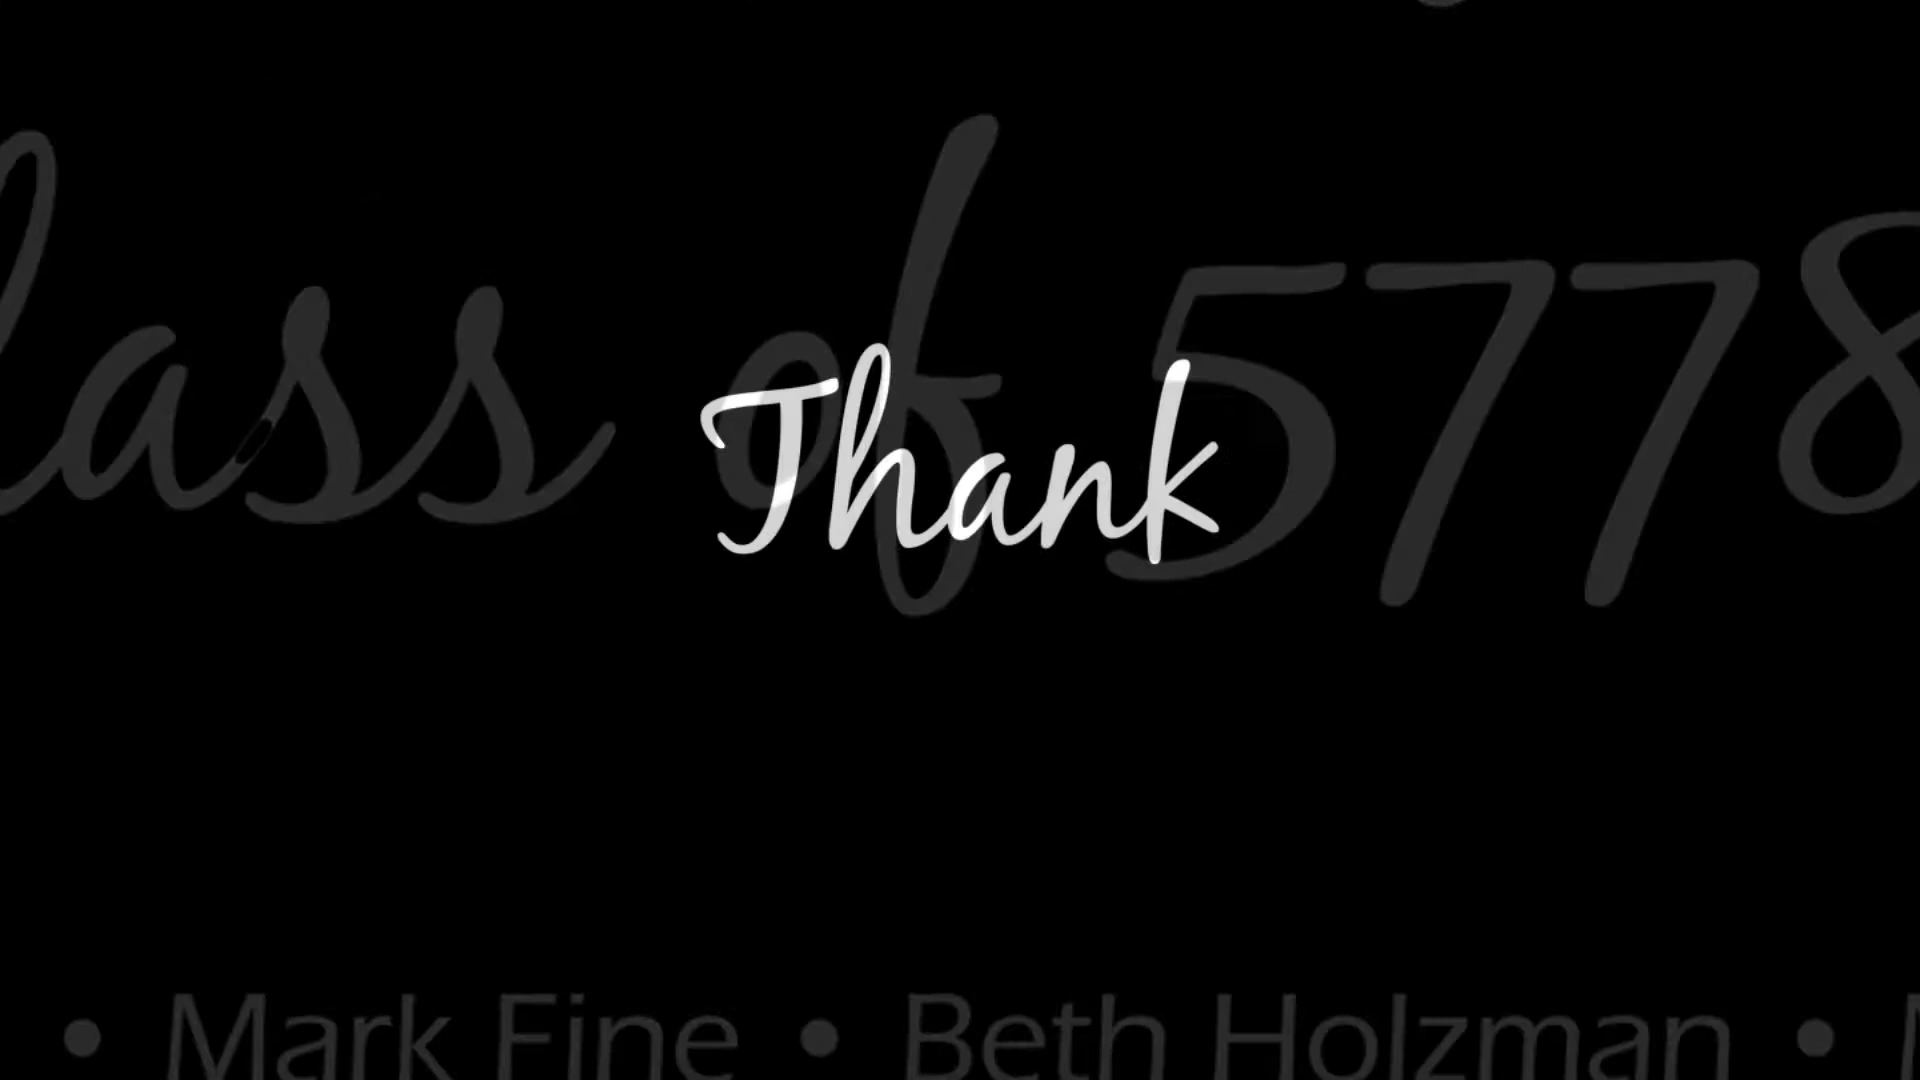 lass of 5778
Thank
• Mark Fine • Beth Holzman •